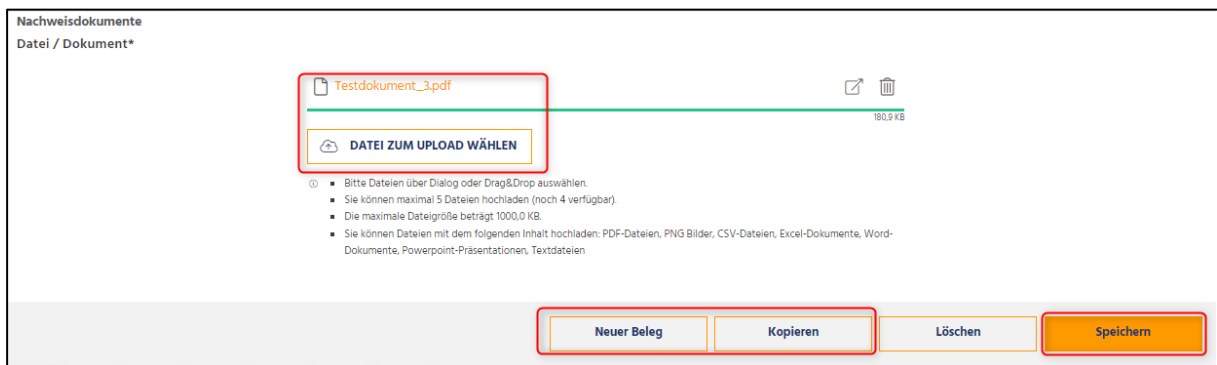 Nachweisdokumente
Datei / Dokument*
Testdokument_3.pdf
180,9 KB
DATEI ZUM UPLOAD WÄHLEN
Bitte Dateien über Dialog oder Drag&Drop auswählen.
Sie können maximal 5 Dateien hochladen (noch 4 verfügbar).
Die maximale Dateigröße beträgt 1000,0 KB.
Sie können Dateien mit dem folgenden Inhalt hochladen: PDF-Dateien, PNG Bilder, CSV-Dateien, Excel-Dokumente, Word-
Dokumente, Powerpoint-Präsentationen, Textdateien
Neuer Beleg Kopieren Löschen Speichern